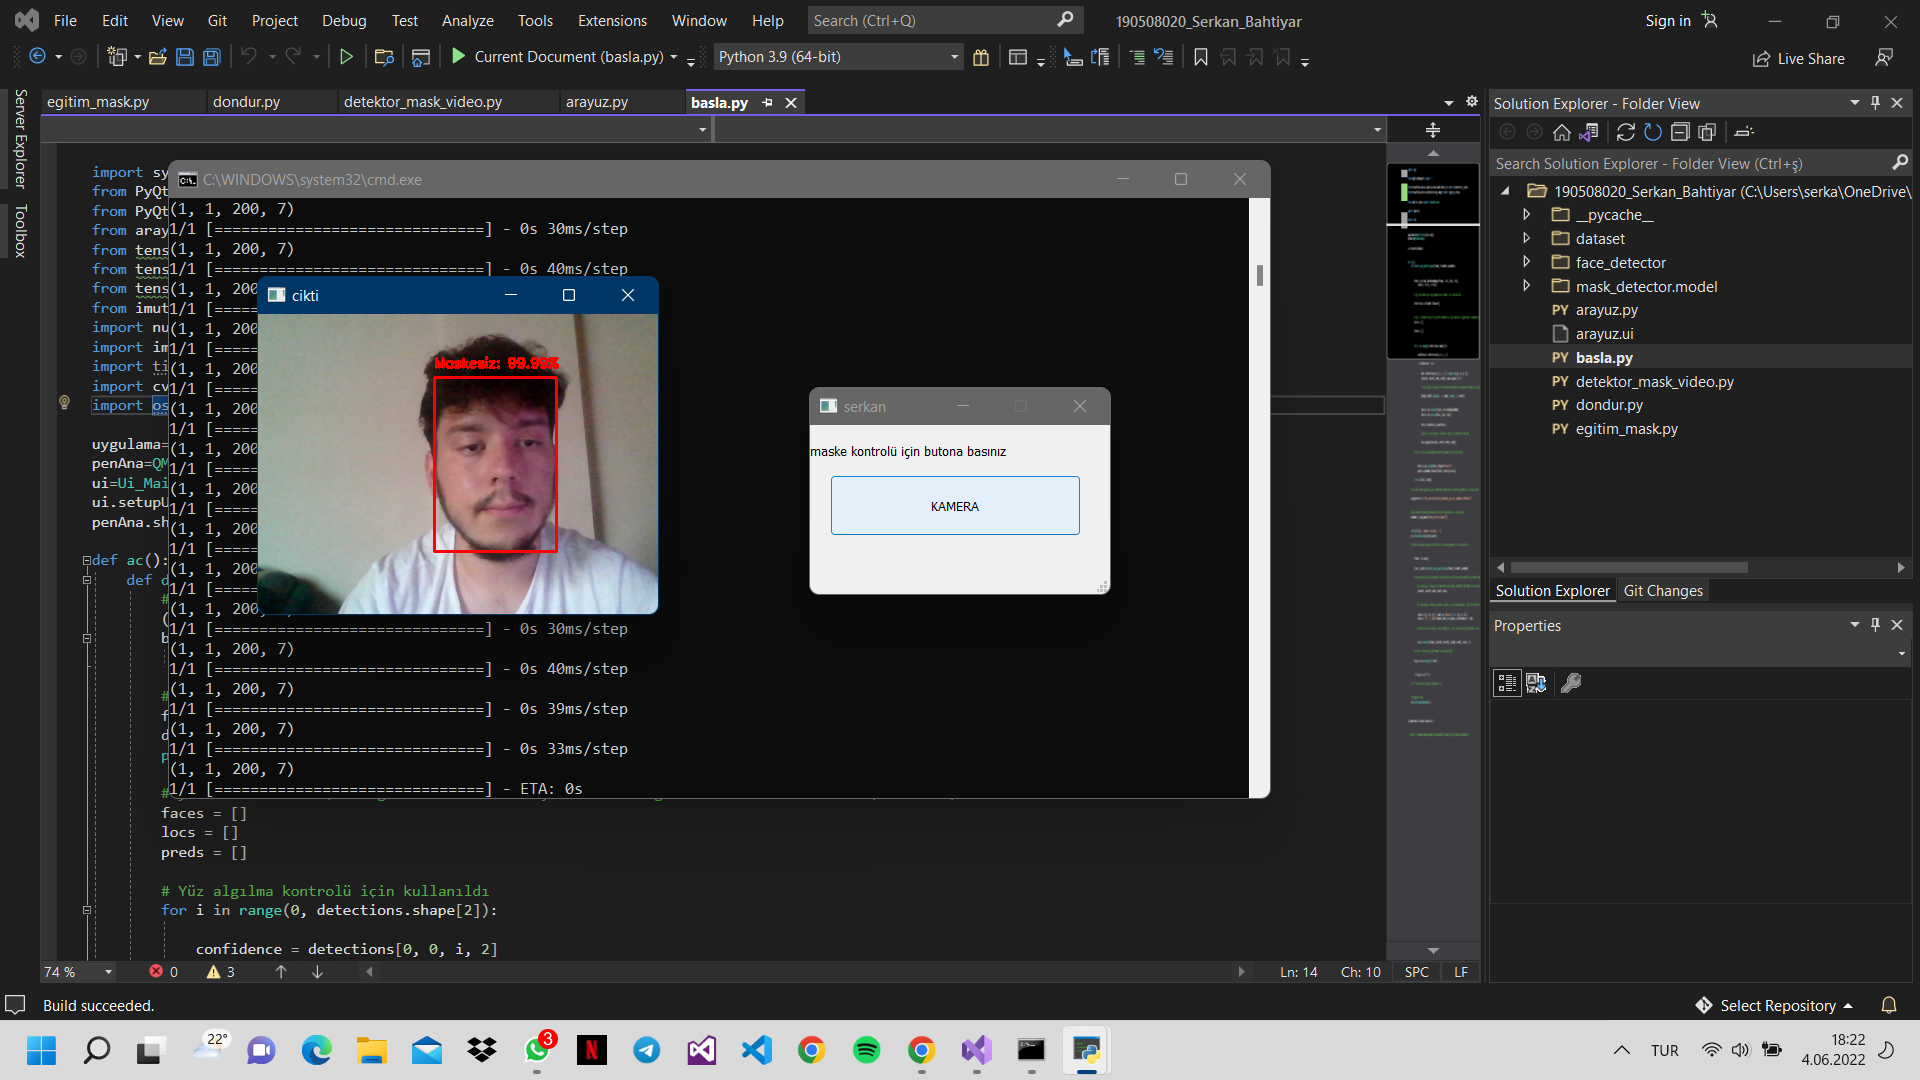 File Edit View Git Project Debug Test Analyze Tools Extensions Window Help Search (Ctrl+Q) 190508020_Serkan_Bahtiyar Sign in
Current Document (basla.py) Python 3.9 (64-bit) Live Share
Server Explorer
Toolbox
egitim_mask.py dondur.py detektor_mask_video.py arayuz.py basla.py
import sy
from PyQt
from PyQt
from aray
from tens
from tens
from tens
from imut
import nu
import im
import ti
import cv
import os
uygulama=
penAna=QM
ui=Ui_Mai
ui.setupU
penAna.sh
def ac():
def d
#
(
b
#
f
d
p
#
faces = []
locs = []
preds = []
# Yüz algılma kontrolü için kullanıldı
for i in range(0, detections.shape[2]):
confidence = detections[0, 0, i, 2]
C:\WINDOWS\system32\cmd.exe
(1, 1, 200, 7)
1/1 [==============================] - 0s 30ms/step
(1, 1, 200, 7)
1/1 [==============================] - 0s 40ms/step
(1, 1, 200
1/1 [=====
(1, 1, 200
1/1 [=====
(1, 1, 200
1/1 [=====
(1, 1, 200
1/1 [=====
(1, 1, 200
1/1 [=====
(1, 1, 200
1/1 [=====
(1, 1, 200
1/1 [=====
(1, 1, 200
1/1 [=====
(1, 1, 200
1/1 [==============================] - 0s 30ms/step
(1, 1, 200, 7)
1/1 [==============================] - 0s 40ms/step
(1, 1, 200, 7)
1/1 [==============================] - 0s 39ms/step
(1, 1, 200, 7)
1/1 [==============================] - 0s 33ms/step
(1, 1, 200, 7)
1/1 [==============================] - ETA: 0s
cikti
Maskesiz: 99.99%
serkan
maske kontrolü için butona basınız
KAMERA
Solution Explorer - Folder View
Search Solution Explorer - Folder View (Ctrl+ş)
190508020_Serkan_Bahtiyar (C:\Users\serka\OneDrive\
__pycache__
dataset
face_detector
mask_detector.model
PY arayuz.py
arayuz.ui
PY basla.py
PY detektor_mask_video.py
PY dondur.py
PY egitim_mask.py
Solution Explorer Git Changes
Properties
74 % 0 3 Ln: 14 Ch: 10 SPC LF
Build succeeded. Select Repository
22° 3 TUR 18:22
4.06.2022